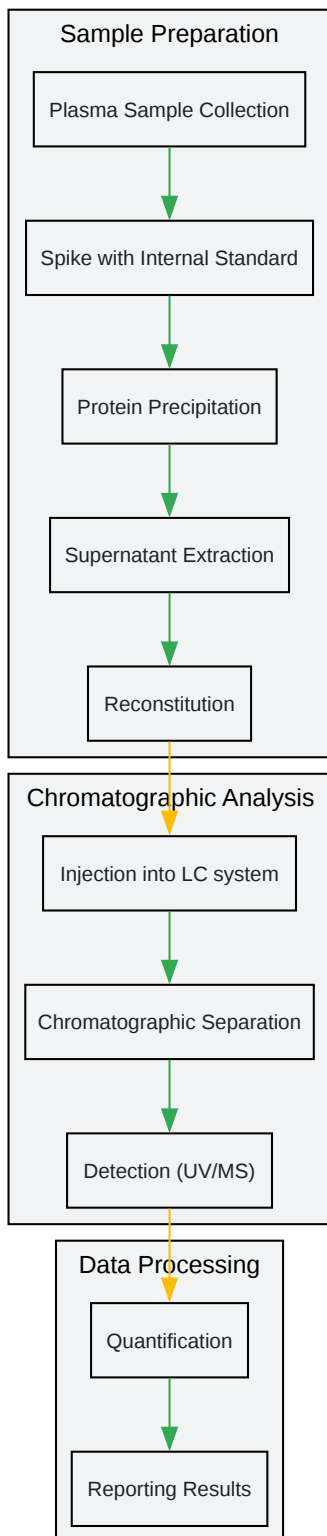 Sample Preparation
Plasma Sample Collection
Spike with Internal Standard
Protein Precipitation
Supernatant Extraction
Reconstitution
Chromatographic Analysis
Injection into LC system
Chromatographic Separation
Detection (UV/MS)
Data Processing
Quantification
Reporting Results